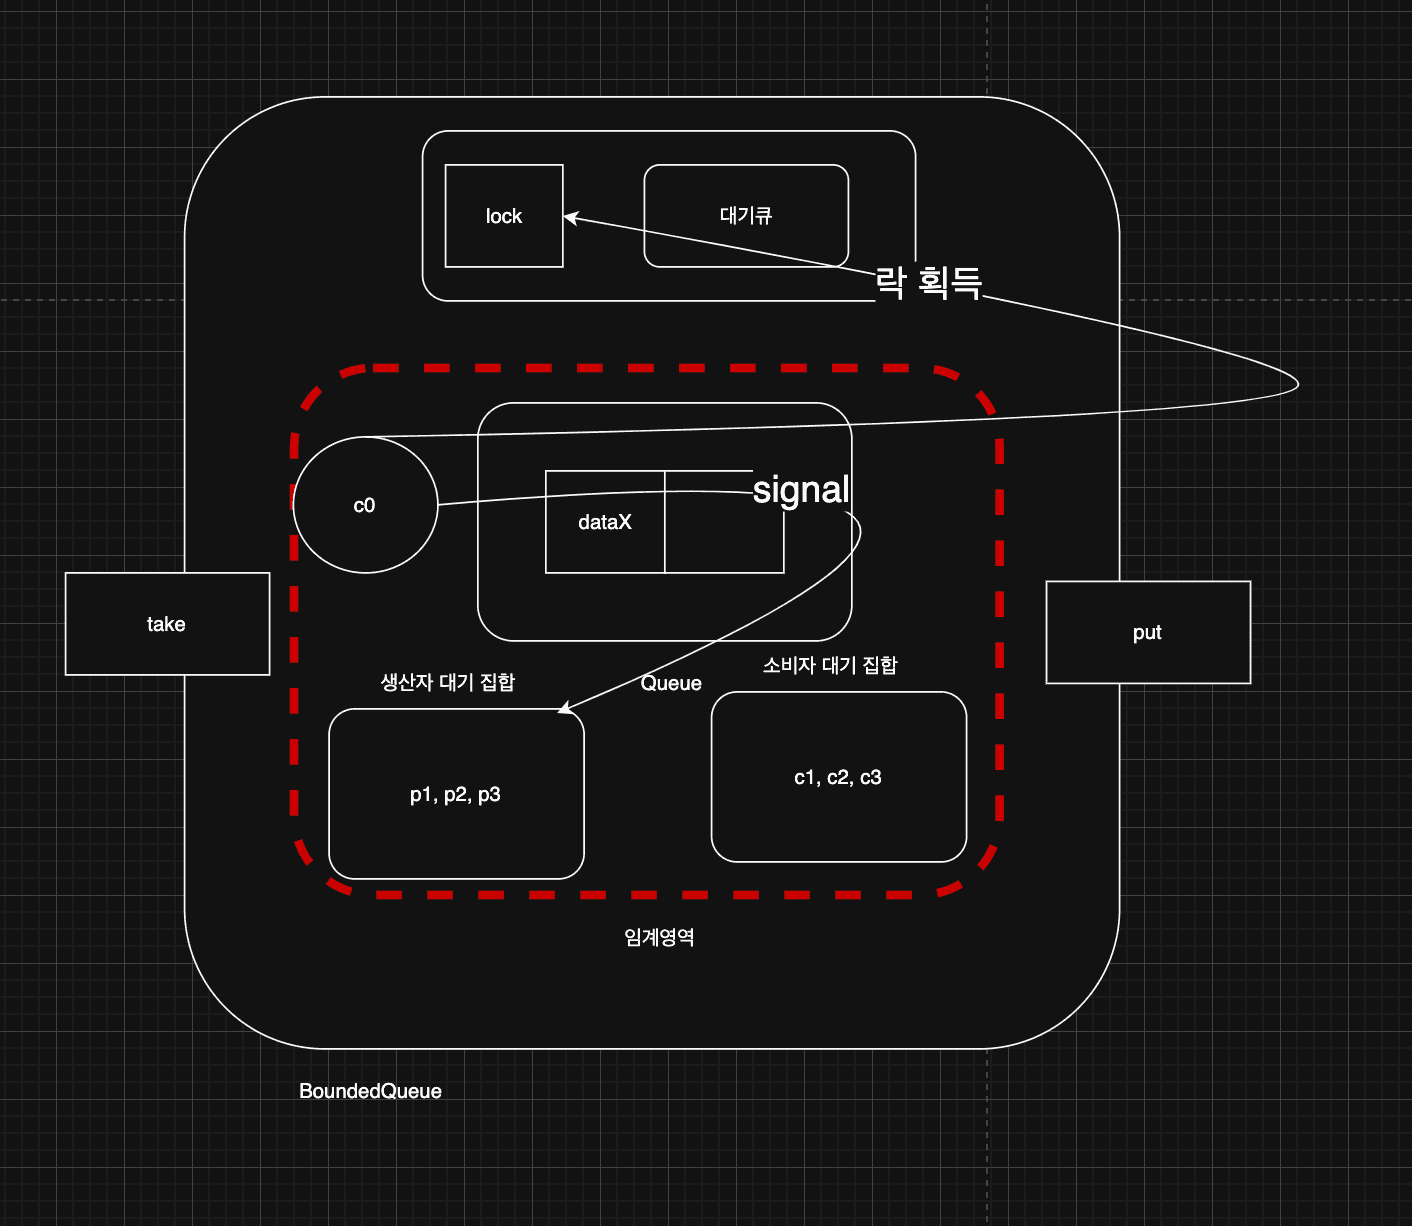 lock
대기큐
락 획득
c0
signal
dataX
take
put
소비자 대기 집합
생산자 대기 집합
Queue
c1, c2, c3
p1, p2, p3
임계영역
BoundedQueue